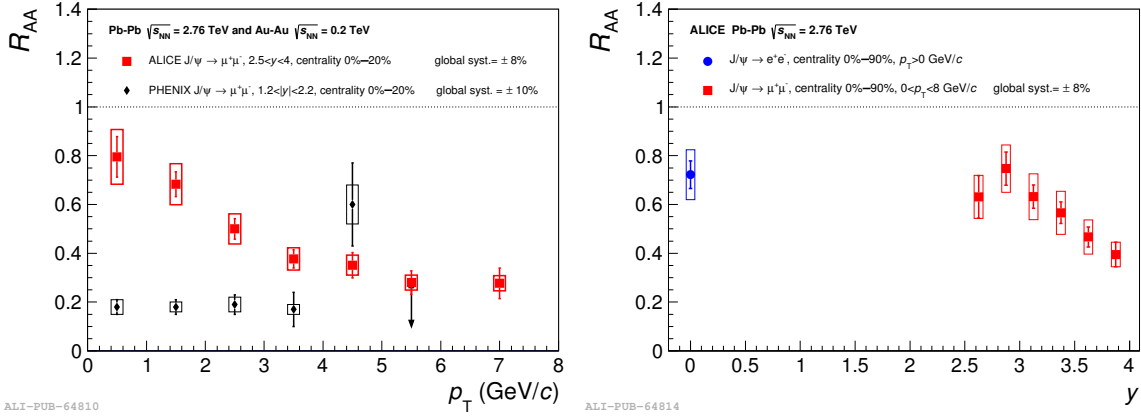 R_AA
Pb-Pb √s_NN = 2.76 TeV and Au-Au √s_NN = 0.2 TeV
ALICE J/ψ → μ⁺μ⁻, 2.5<y<4, centrality 0%–20% global syst.= ± 8%
PHENIX J/ψ → μ⁺μ⁻, 1.2<|y|<2.2, centrality 0%–20% global syst. = ± 10%
1.4
1.2
1
0.8
0.6
0.4
0.2
0
0 1 2 3 4 5 6 7 8
p_T (GeV/c)
ALI-PUB-64810
R_AA
ALICE Pb-Pb √s_NN = 2.76 TeV
J/ψ → e⁺e⁻, centrality 0%–90%, p_T>0 GeV/c
J/ψ → μ⁺μ⁻, centrality 0%–90%, 0<p_T<8 GeV/c global syst.= ± 8%
1.4
1.2
1
0.8
0.6
0.4
0.2
0
0 0.5 1 1.5 2 2.5 3 3.5 4
y
ALI-PUB-64814